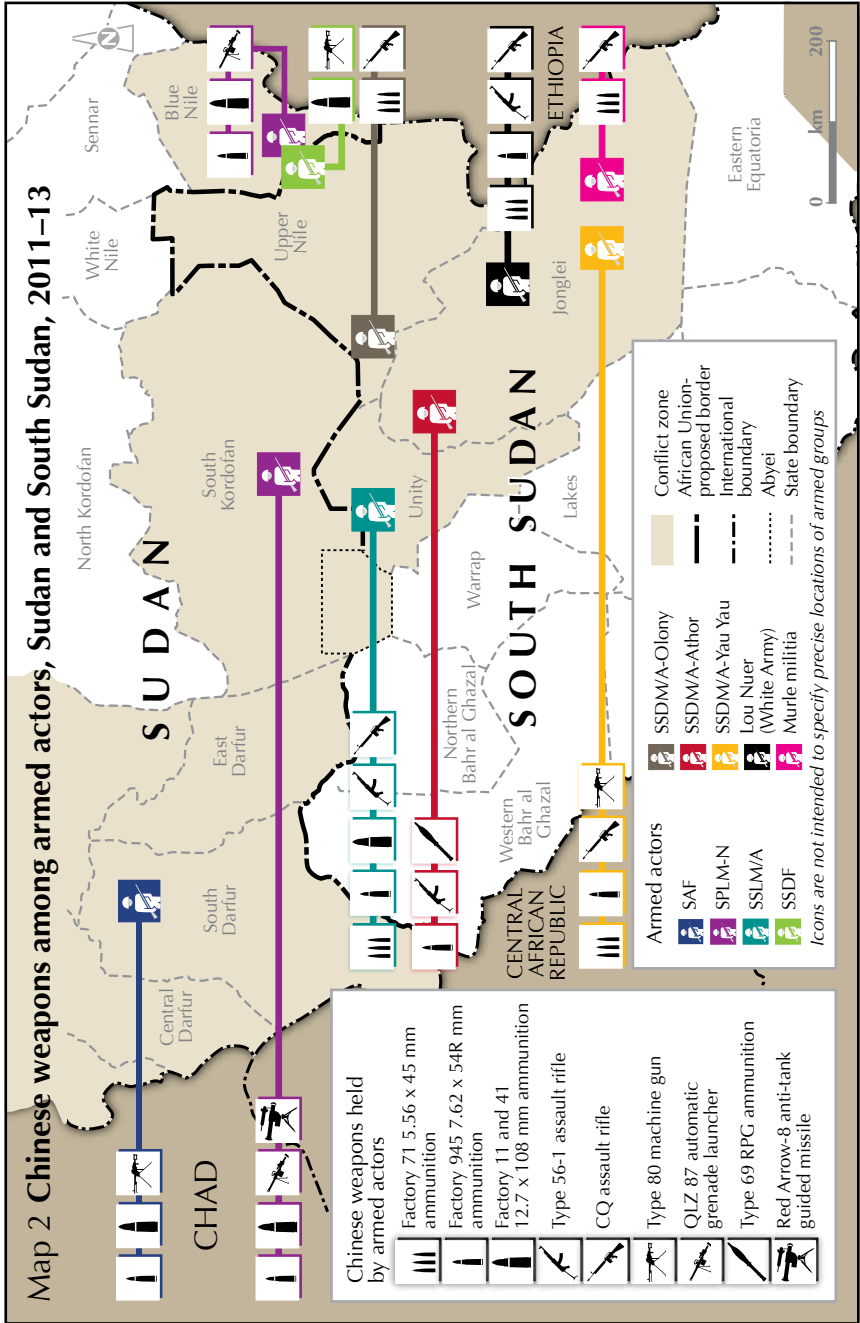 Map 2 Chinese weapons among armed actors, Sudan and South Sudan, 2011–13
N
Sennar
White
Nile
Blue
Nile
North Kordofan
SUDAN
South
Kordofan
Upper
Nile
East
Darfur
South
Darfur
Central
Darfur
CHAD
Unity
Warrap
Northern
Bahr al Ghazal
Western
Bahr al
Ghazal
SOUTH SUDAN
Lakes
Jonglei
ETHIOPIA
Eastern
Equatoria
CENTRAL
AFRICAN
REPUBLIC
0 km 200
Chinese weapons held
by armed actors
Factory 71 5.56 x 45 mm
ammunition
Factory 945 7.62 x 54R mm
ammunition
Factory 11 and 41
12.7 x 108 mm ammunition
Type 56-1 assault rifle
CQ assault rifle
Type 80 machine gun
QLZ 87 automatic
grenade launcher
Type 69 RPG ammunition
Red Arrow-8 anti-tank
guided missile
Armed actors
SAF
SPLM-N
SSLM/A
SSDF
SSDM/A-Olony
SSDM/A-Athor
SSDM/A-Yau Yau
Lou Nuer
(White Army)
Murle militia
Conflict zone
African Union-
proposed border
International
boundary
Abyei
State boundary
Icons are not intended to specify precise locations of armed groups